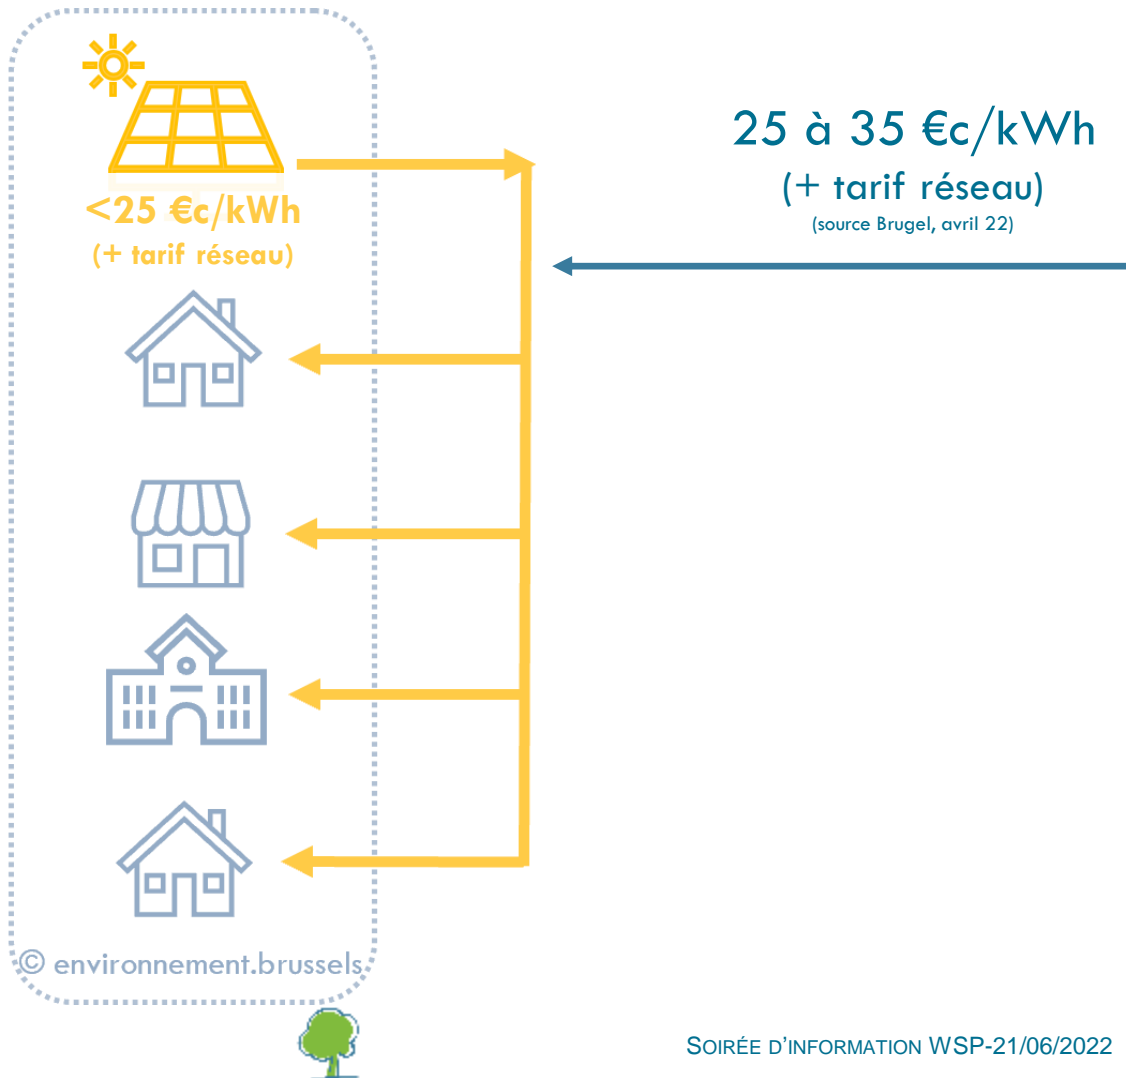 <25 €c/kWh
(+ tarif réseau)
25 à 35 €c/kWh
(+ tarif réseau)
(source Brugel, avril 22)
© environnement.brussels
SOIRÉE D'INFORMATION WSP-21/06/2022